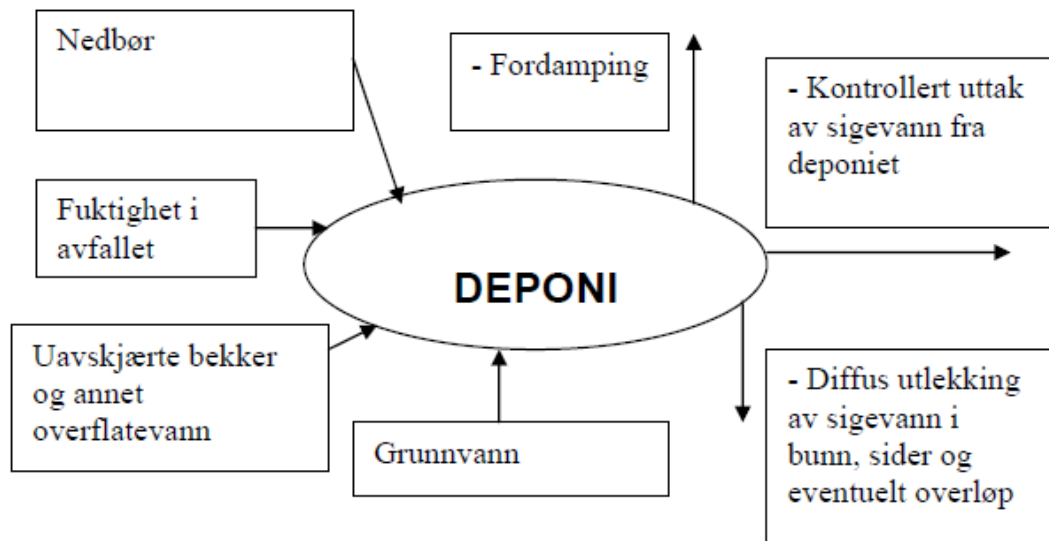 Nedbør
- Fordamping
- Kontrollert uttak
av sigevann fra
deponiet
Fuktighet i
avfallet
DEPONI
Uavskjærte bekker
og annet
overflatevann
Grunnvann
- Diffus utlekking
av sigevann i
bunn, sider og
eventuelt overløp